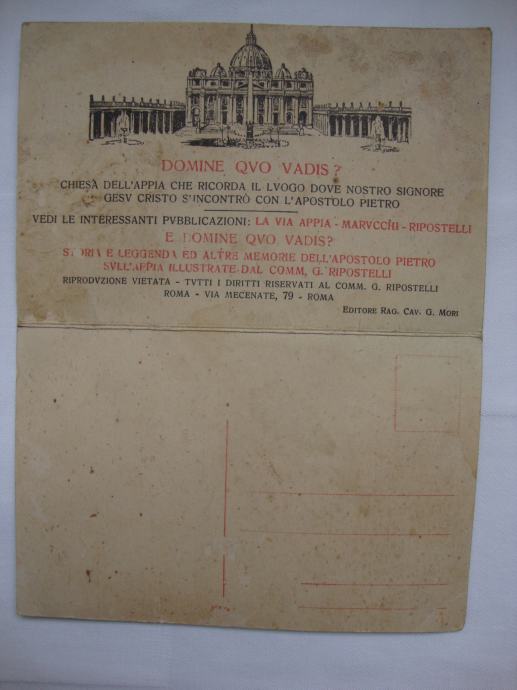 DOMINE QVO VADIS?
CHIESA DELL'APPIA CHE RICORDA IL LVOGO DOVE NOSTRO SIGNORE
GESV CRISTO S'INCONTRÒ CON L'APOSTOLO PIETRO
VEDI LE INTERESSANTI PVBBLICAZIONI: LA VIA APPIA - MARVCCHI - RIPOSTELLI
E DOMINE QVO VADIS?
STORIA E LEGGENDA ED ALTRE MEMORIE DELL'APOSTOLO PIETRO
SVLL'APPIA ILLUSTRATE DAL COMM. G. RIPOSTELLI
RIPRODVZIONE VIETATA - TVTTI I DIRITTI RISERVATI AL COMM. G. RIPOSTELLI
ROMA - VIA MECENATE, 79 - ROMA
EDITORE RAG. CAV. G. MORI